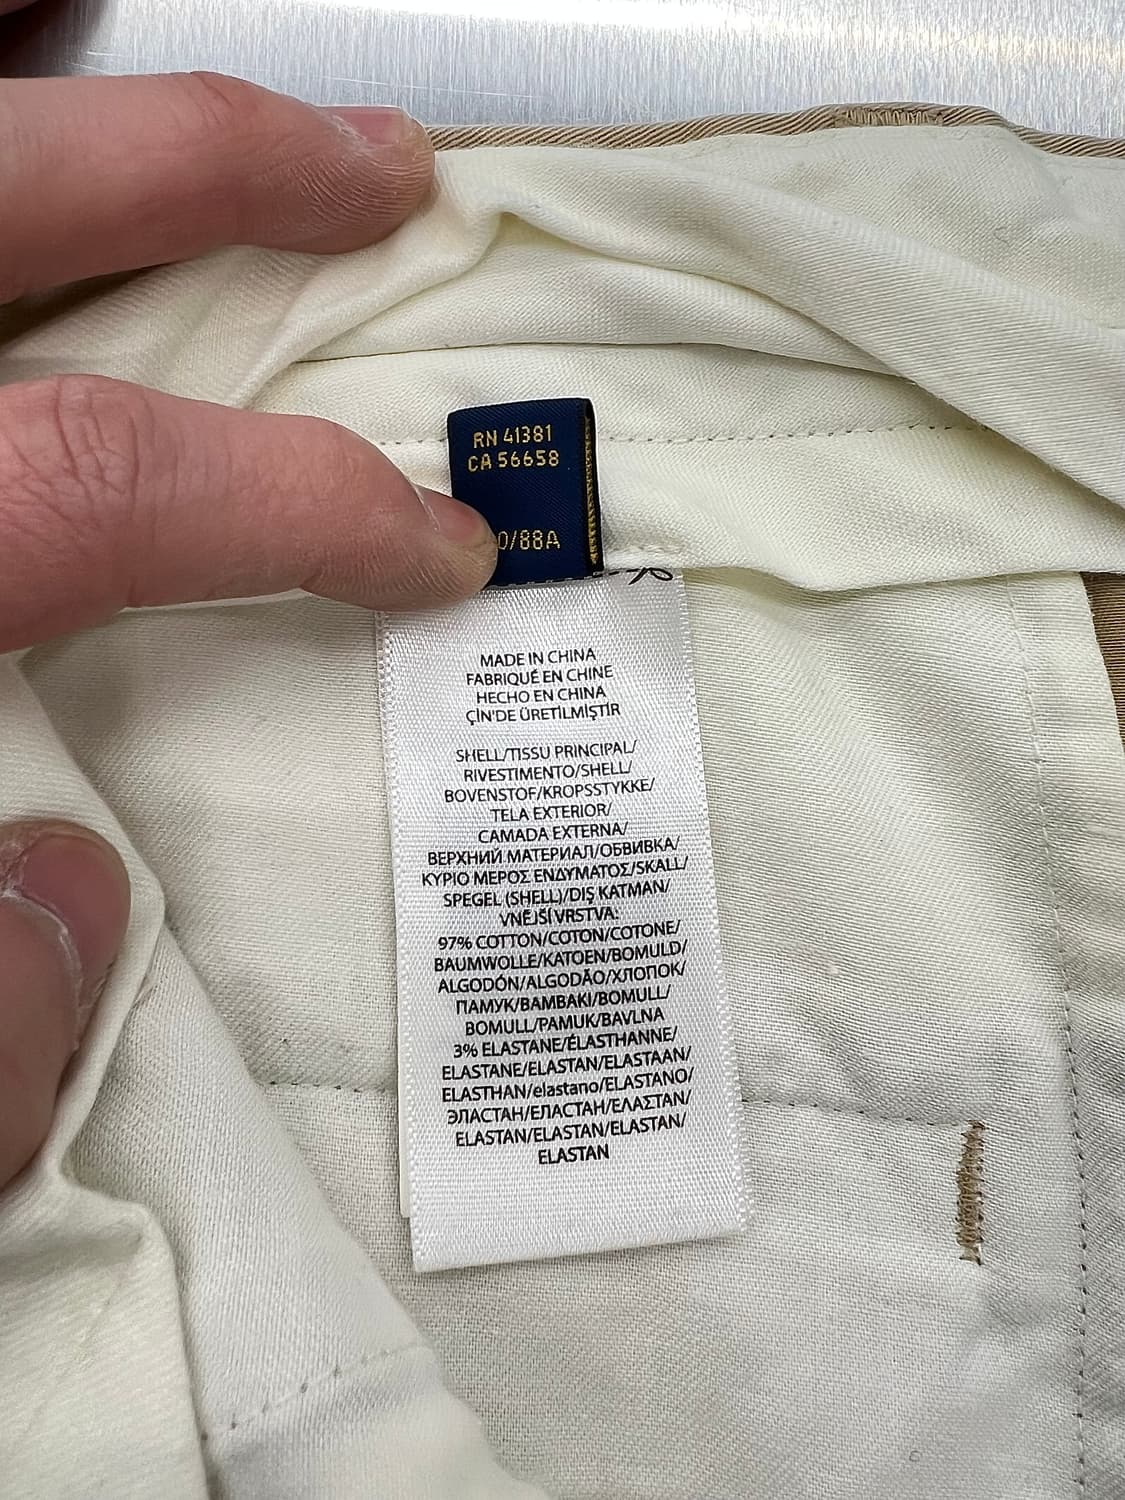 RN 41381
CA 56658
0/88A
MADE IN CHINA
FABRIQUÉ EN CHINE
HECHO EN CHINA
ÇİN'DE ÜRETİLMİŞTİR
SHELL/TISSU PRINCIPAL/
RIVESTIMENTO/SHELL/
BOVENSTOF/KROPSSTYKKE/
TELA EXTERIOR/
CAMADA EXTERNA/
ВЕРХНИЙ МАТЕРИАЛ/ОБВИВКА/
ΚΥΡΙΟ ΜΕΡΟΣ ΕΝΔΥΜΑΤΟΣ/SKALL/
SPEGEL (SHELL)/DIŞ KATMAN/
VNĚJŠÍ VRSTVA:
97% COTTON/COTON/COTONE/
BAUMWOLLE/KATOEN/BOMULD/
ALGODÓN/ALGODÃO/ХЛОПОК/
ПАМУК/ΒΑΜΒΑΚΙ/BOMULL/
BOMULL/PAMUK/BAVLNA
3% ELASTANE/ÉLASTHANNE/
ELASTANE/ELASTAN/ELASTAAN/
ELASTHAN/elastano/ELASTANO/
ЭЛАСТАН/ЕЛАСТАН/ΕΛΑΣΤΑΝ/
ELASTAN/ELASTAN/ELASTAN/
ELASTAN